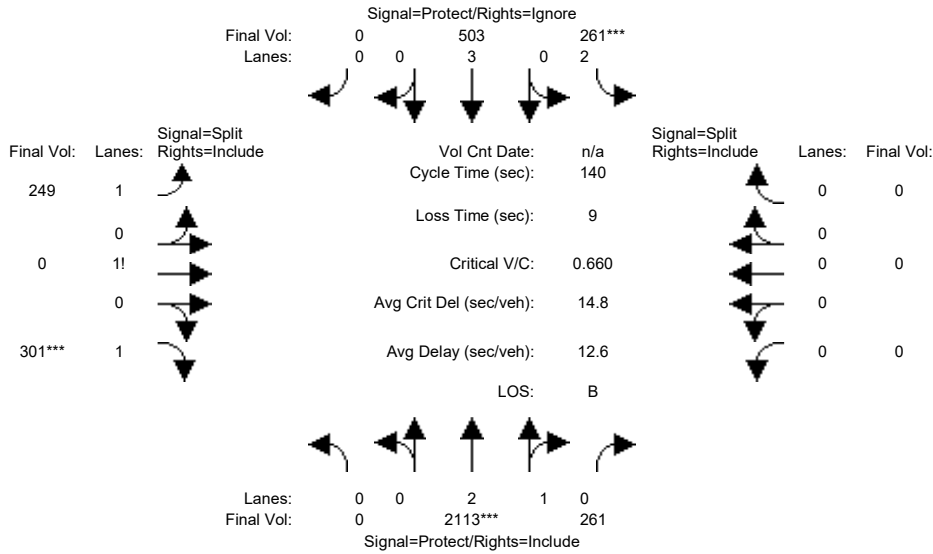 Signal=Protect/Rights=Ignore
Final Vol: 0 503 261***
Lanes: 0 0 3 0 2
Signal=Split
Final Vol: Lanes: Rights=Include
Vol Cnt Date: n/a
Signal=Split
Rights=Include Lanes: Final Vol:
Cycle Time (sec): 140
249 1
0 0
Loss Time (sec): 9
0
0
0 1!
Critical V/C: 0.660
0 0
0
Avg Crit Del (sec/veh): 14.8
0
301*** 1
Avg Delay (sec/veh): 12.6
0 0
LOS: B
Lanes: 0 0 2 1 0
Final Vol: 0 2113*** 261
Signal=Protect/Rights=Include